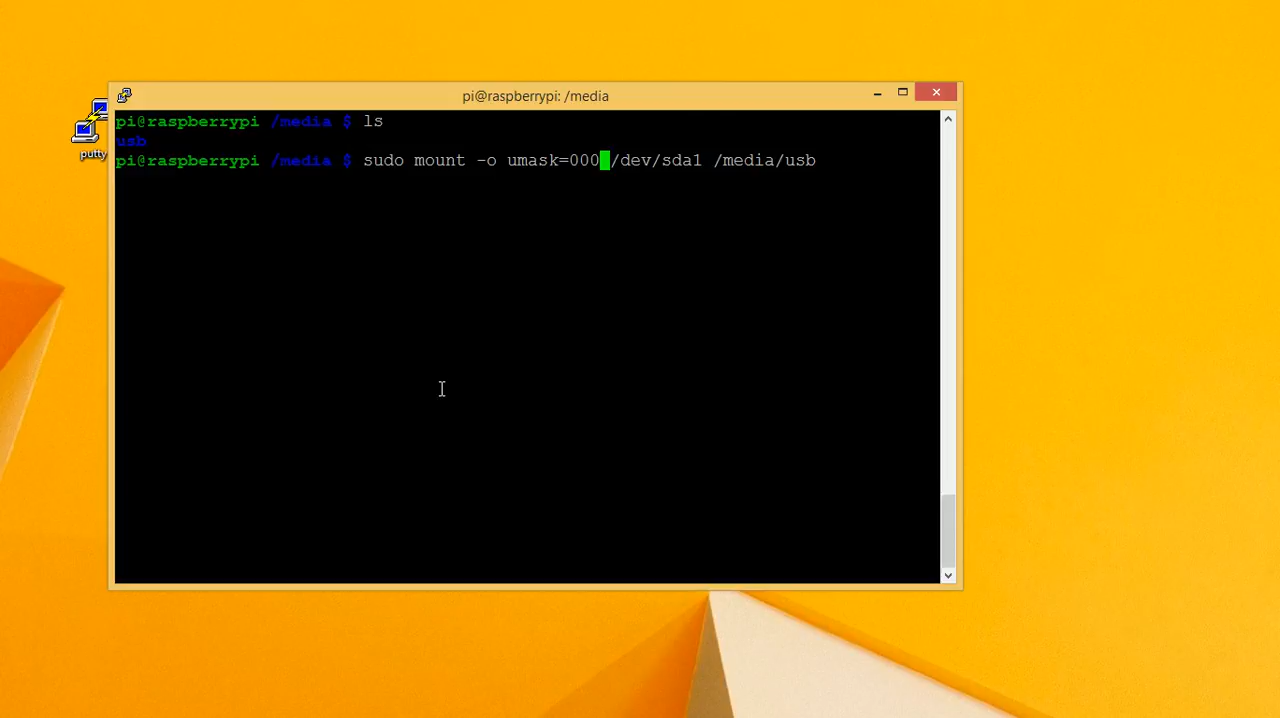 pi@raspberrypi: /media
pi@raspberrypi /media $ ls
usb
pi@raspberrypi /media $ sudo mount -o umask=000 /dev/sda1 /media/usb
putty